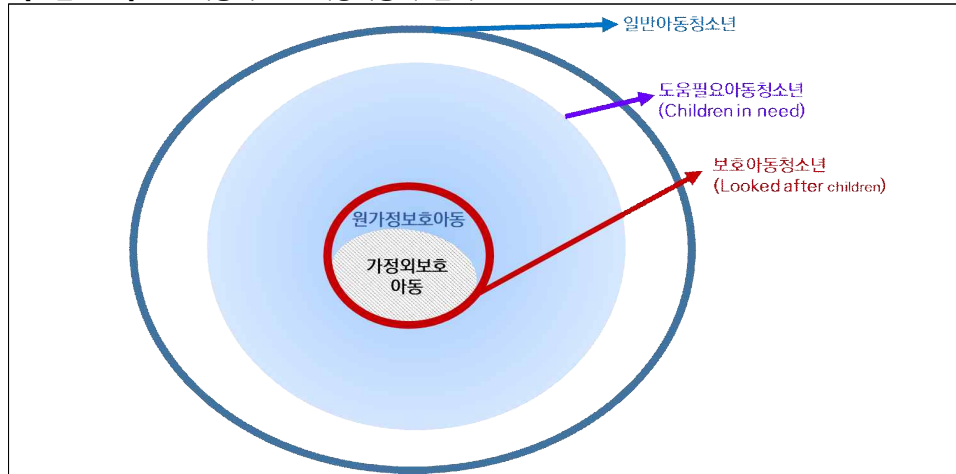 일반아동청소년
도움필요아동청소년
(Children in need)
보호아동청소년
(Looked after children)
원가정보호아동
가정외보호
아동